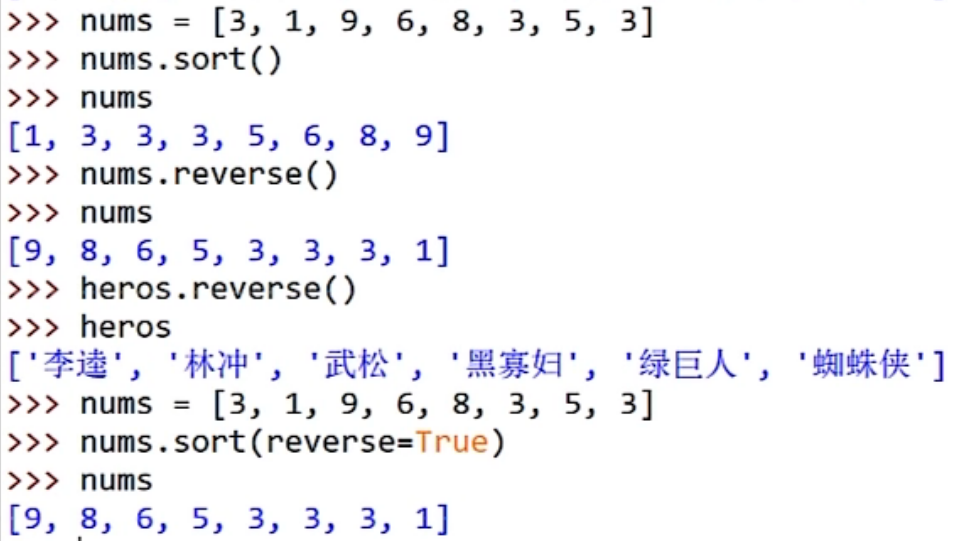 >>> nums = [3, 1, 9, 6, 8, 3, 5, 3]
>>> nums.sort()
>>> nums
[1, 3, 3, 3, 5, 6, 8, 9]
>>> nums.reverse()
>>> nums
[9, 8, 6, 5, 3, 3, 3, 1]
>>> heros.reverse()
>>> heros
['李逵', '林冲', '武松', '黑寡妇', '绿巨人', '蜘蛛侠']
>>> nums = [3, 1, 9, 6, 8, 3, 5, 3]
>>> nums.sort(reverse=True)
>>> nums
[9, 8, 6, 5, 3, 3, 3, 1]